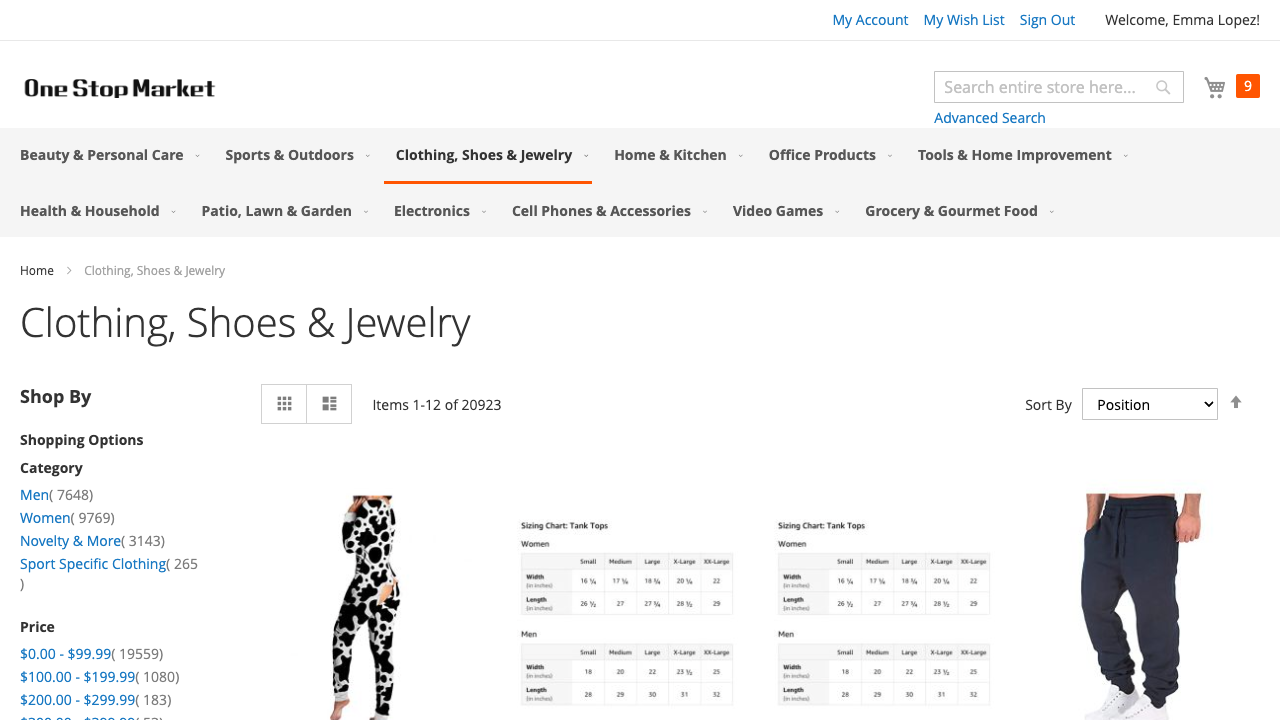 My Account My Wish List Sign Out Welcome, Emma Lopez!
One Stop Market
Search entire store here...
9
Advanced Search
Beauty & Personal Care Sports & Outdoors Clothing, Shoes & Jewelry Home & Kitchen Office Products Tools & Home Improvement
Health & Household Patio, Lawn & Garden Electronics Cell Phones & Accessories Video Games Grocery & Gourmet Food
Home Clothing, Shoes & Jewelry
Clothing, Shoes & Jewelry
Shop By
Items 1-12 of 20923
Sort By Position
Shopping Options
Category
Men( 7648)
Women( 9769)
Novelty & More( 3143)
Sport Specific Clothing( 265
)
Price
$0.00 - $99.99( 19559)
$100.00 - $199.99( 1080)
$200.00 - $299.99( 183)
$300.00 - $399.99( 53)
Sizing Chart: Tank Tops
Women
Small Medium Large X-Large XX-Large
Width 16 ¼ 17 ¼ 18 ¾ 20 ¼ 22
(in inches)
Length 26 ½ 27 27 ¾ 28 ½ 29
(in inches)
Men
Small Medium Large X-Large XX-Large
Width 18 20 22 23 ½ 25
(in inches)
Length 28 29 30 31 32
(in inches)
Sizing Chart: Tank Tops
Women
Small Medium Large X-Large XX-Large
Width 16 ¼ 17 ¼ 18 ¾ 20 ¼ 22
(in inches)
Length 26 ½ 27 27 ¾ 28 ½ 29
(in inches)
Men
Small Medium Large X-Large XX-Large
Width 18 20 22 23 ½ 25
(in inches)
Length 28 29 30 31 32
(in inches)